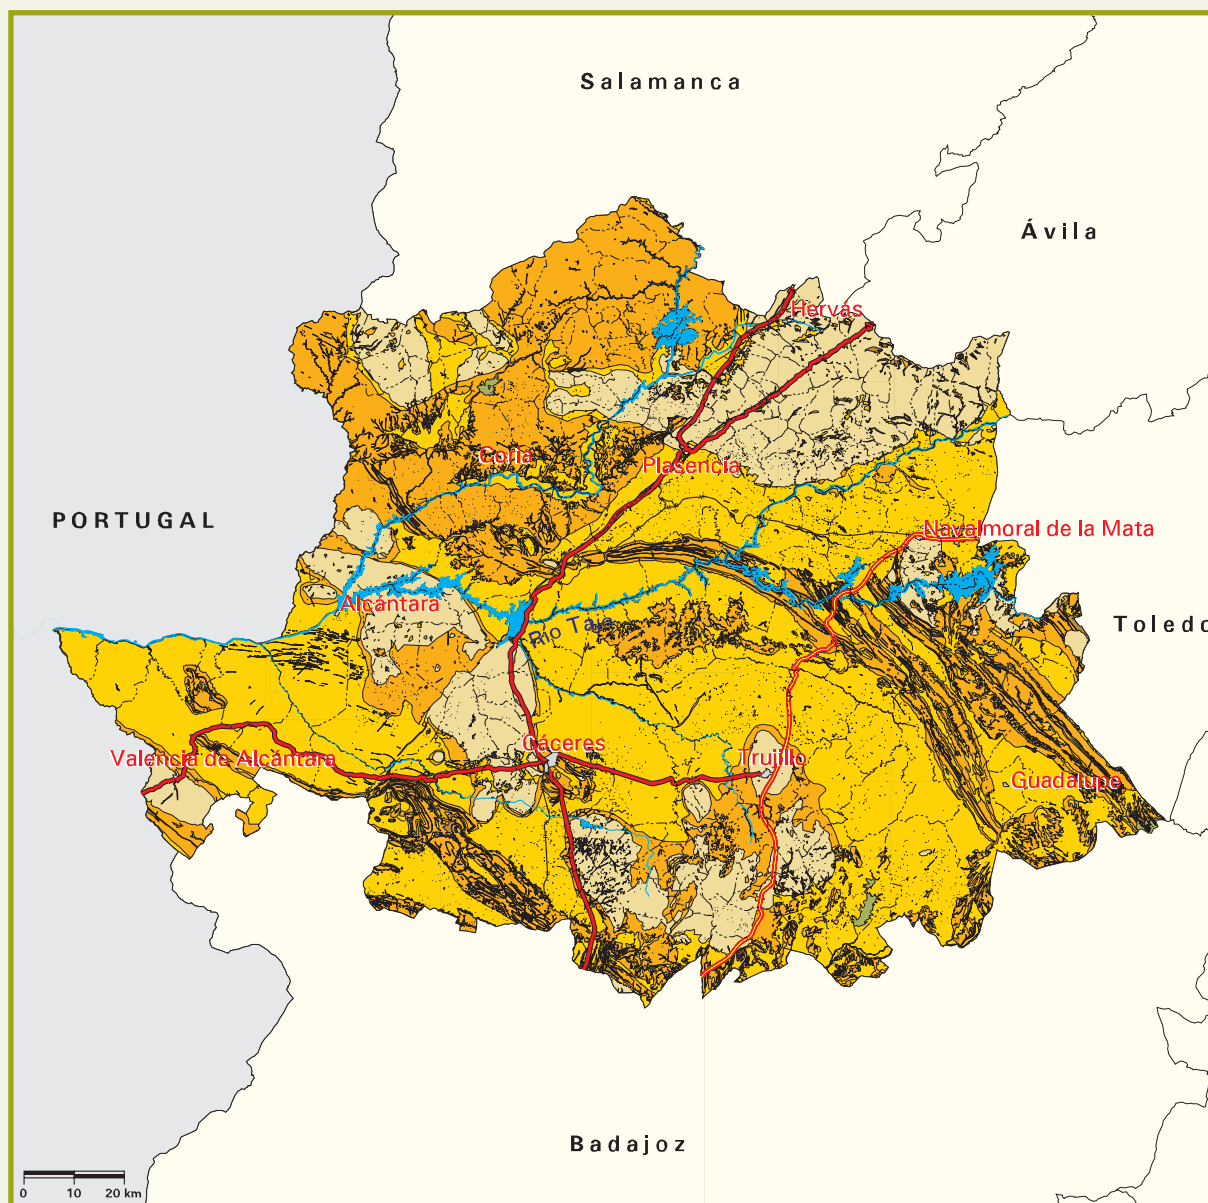 Salamanca
Ávila
Hervás
Coria
Plasencia
PORTUGAL
Navalmoral de la Mata
Alcántara
Río Tajo
Toledo
Cáceres
Valencia de Alcántara
Trujillo
Guadalupe
Badajoz
0 10 20 km